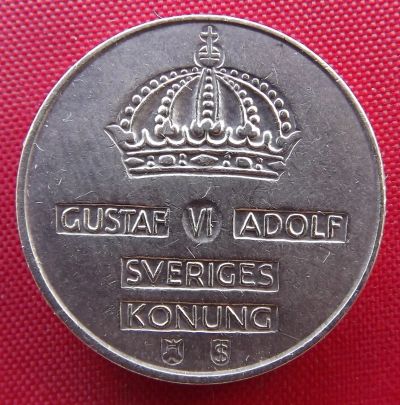 GUSTAF VI ADOLF
SVERIGES
KONUNG